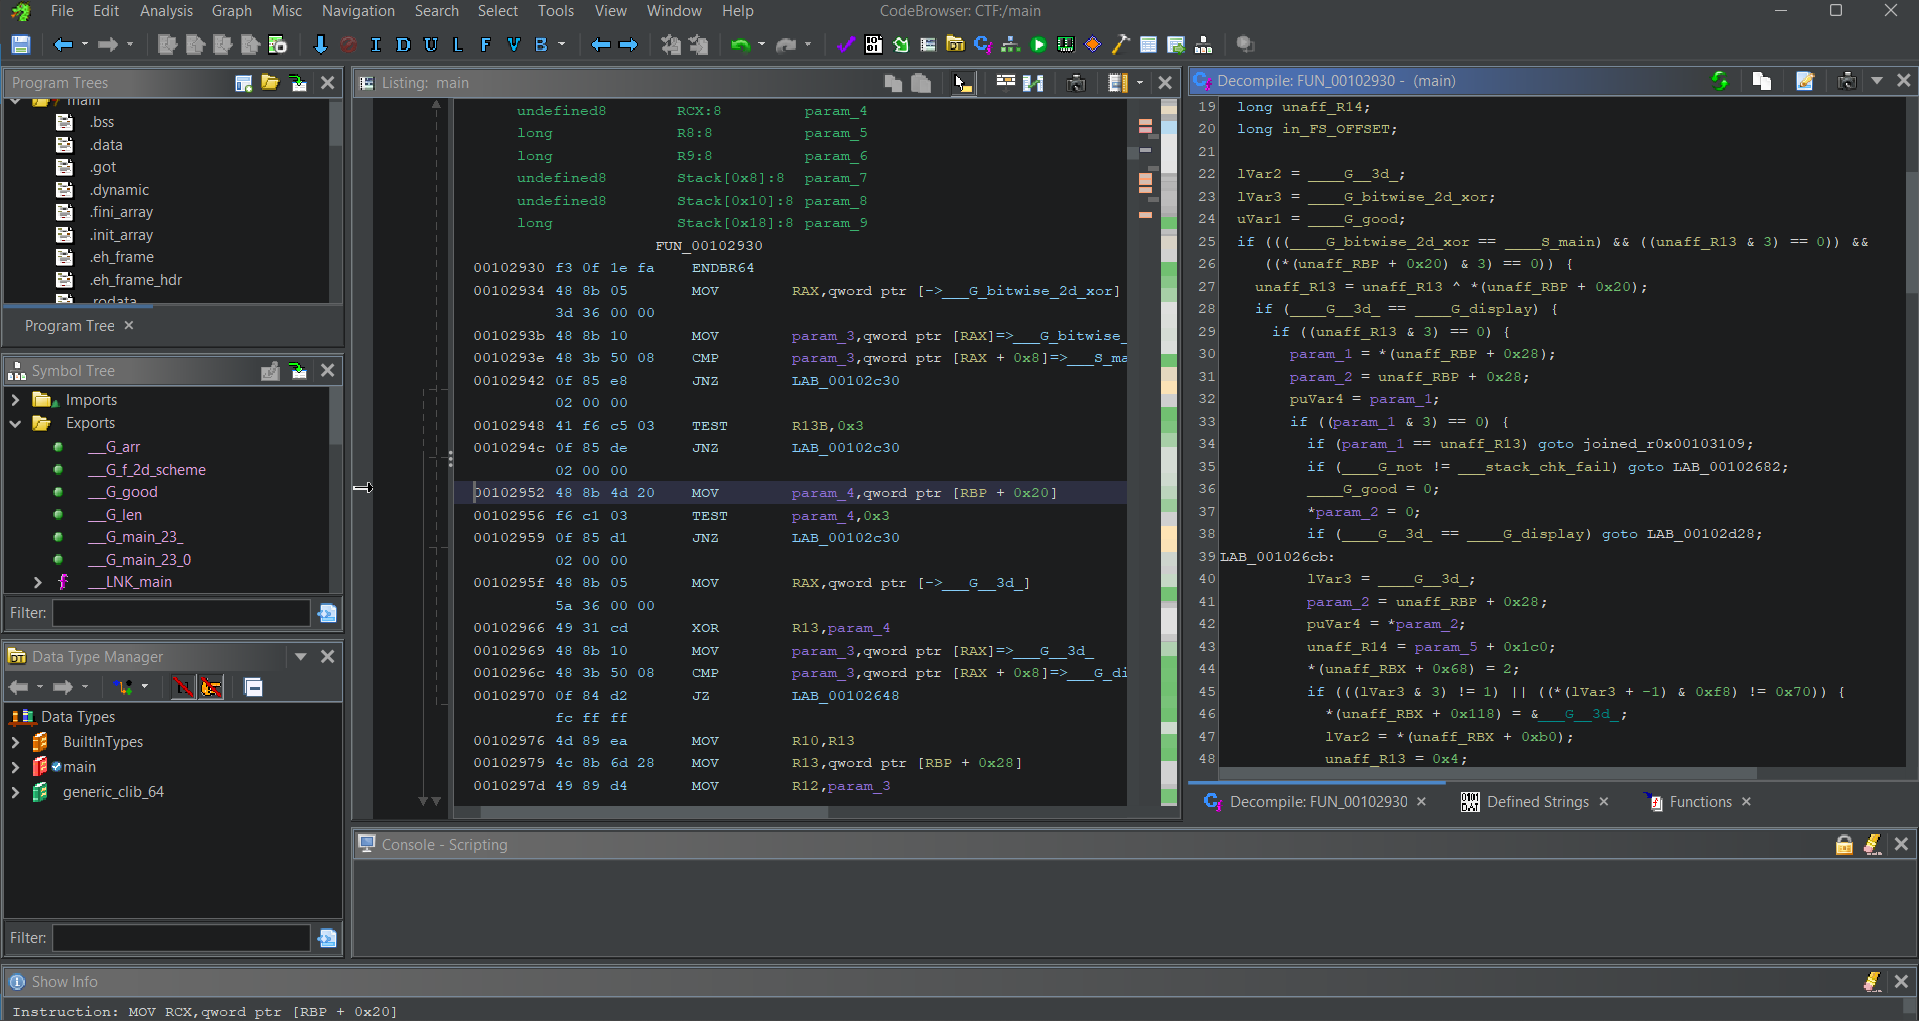 File Edit Analysis Graph Misc Navigation Search Select Tools View Window Help
CodeBrowser: CTF:/main
I D U L F V B
Program Trees
main
.bss
.data
.got
.dynamic
.fini_array
.init_array
.eh_frame
.eh_frame_hdr
.rodata
Program Tree
Symbol Tree
Imports
Exports
___G_arr
___G_f_2d_scheme
___G_good
___G_len
___G_main_23_
___G_main_23_0
___LNK_main
Filter:
Data Type Manager
Data Types
BuiltInTypes
main
generic_clib_64
Filter:
Listing: main
undefined8 RCX:8 param_4
long R8:8 param_5
long R9:8 param_6
undefined8 Stack[0x8]:8 param_7
undefined8 Stack[0x10]:8 param_8
long Stack[0x18]:8 param_9
FUN_00102930
00102930 f3 0f 1e fa ENDBR64
00102934 48 8b 05 MOV RAX,qword ptr [->___G_bitwise_2d_xor]
3d 36 00 00
0010293b 48 8b 10 MOV param_3,qword ptr [RAX]=>___G_bitwise_
0010293e 48 3b 50 08 CMP param_3,qword ptr [RAX + 0x8]=>___S_ma
00102942 0f 85 e8 JNZ LAB_00102c30
02 00 00
00102948 41 f6 c5 03 TEST R13B,0x3
0010294c 0f 85 de JNZ LAB_00102c30
02 00 00
00102952 48 8b 4d 20 MOV param_4,qword ptr [RBP + 0x20]
00102956 f6 c1 03 TEST param_4,0x3
00102959 0f 85 d1 JNZ LAB_00102c30
02 00 00
0010295f 48 8b 05 MOV RAX,qword ptr [->___G__3d_]
5a 36 00 00
00102966 49 31 cd XOR R13,param_4
00102969 48 8b 10 MOV param_3,qword ptr [RAX]=>___G__3d_
0010296c 48 3b 50 08 CMP param_3,qword ptr [RAX + 0x8]=>___G_di
00102970 0f 84 d2 JZ LAB_00102648
fc ff ff
00102976 4d 89 ea MOV R10,R13
00102979 4c 8b 6d 28 MOV R13,qword ptr [RBP + 0x28]
0010297d 49 89 d4 MOV R12,param_3
Decompile: FUN_00102930 - (main)
19 long unaff_R14;
20 long in_FS_OFFSET;
21
22 lVar2 = ____G__3d_;
23 lVar3 = ____G_bitwise_2d_xor;
24 uVar1 = ____G_good;
25 if (((____G_bitwise_2d_xor == ____S_main) && ((unaff_R13 & 3) == 0)) &&
26 ((*(unaff_RBP + 0x20) & 3) == 0)) {
27 unaff_R13 = unaff_R13 ^ *(unaff_RBP + 0x20);
28 if (____G__3d_ == ____G_display) {
29 if ((unaff_R13 & 3) == 0) {
30 param_1 = *(unaff_RBP + 0x28);
31 param_2 = unaff_RBP + 0x28;
32 puVar4 = param_1;
33 if ((param_1 & 3) == 0) {
34 if (param_1 == unaff_R13) goto joined_r0x00103109;
35 if (____G_not != ___stack_chk_fail) goto LAB_00102682;
36 ____G_good = 0;
37 *param_2 = 0;
38 if (____G__3d_ == ____G_display) goto LAB_00102d28;
39 LAB_001026cb:
40 lVar3 = ____G__3d_;
41 param_2 = unaff_RBP + 0x28;
42 puVar4 = *param_2;
43 unaff_R14 = param_5 + 0x1c0;
44 *(unaff_RBX + 0x68) = 2;
45 if (((lVar3 & 3) != 1) || ((*(lVar3 + -1) & 0xf8) != 0x70)) {
46 *(unaff_RBX + 0x118) = &___G__3d_;
47 lVar2 = *(unaff_RBX + 0xb0);
48 unaff_R13 = 0x4;
Decompile: FUN_00102930 Defined Strings Functions
Console - Scripting
Show Info
Instruction: MOV RCX,qword ptr [RBP + 0x20]